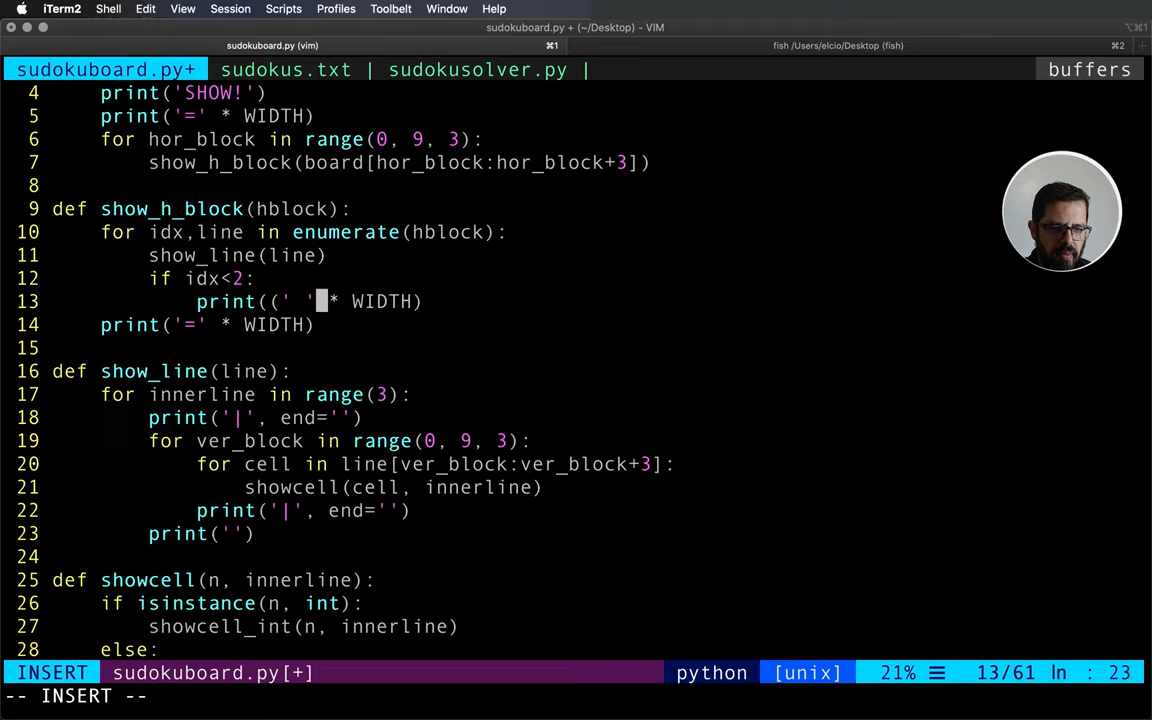 iTerm2 Shell Edit View Session Scripts Profiles Toolbelt Window Help
sudokuboard.py + (~/Desktop) - VIM
⌥⌘1
sudokuboard.py (vim) ⌘1 fish /Users/elcio/Desktop (fish) ⌘2 +
sudokuboard.py+ sudokus.txt | sudokusolver.py | buffers
4     print('SHOW!')
5     print('=' * WIDTH)
6     for hor_block in range(0, 9, 3):
7         show_h_block(board[hor_block:hor_block+3])
8
9 def show_h_block(hblock):
10     for idx,line in enumerate(hblock):
11         show_line(line)
12         if idx<2:
13             print((' ' * WIDTH)
14     print('=' * WIDTH)
15
16 def show_line(line):
17     for innerline in range(3):
18         print('|', end='')
19         for ver_block in range(0, 9, 3):
20             for cell in line[ver_block:ver_block+3]:
21                 showcell(cell, innerline)
22             print('|', end='')
23         print('')
24
25 def showcell(n, innerline):
26     if isinstance(n, int):
27         showcell_int(n, innerline)
28     else:
INSERT sudokuboard.py[+] python [unix] 21% ☰ 13/61 ln : 23
-- INSERT --